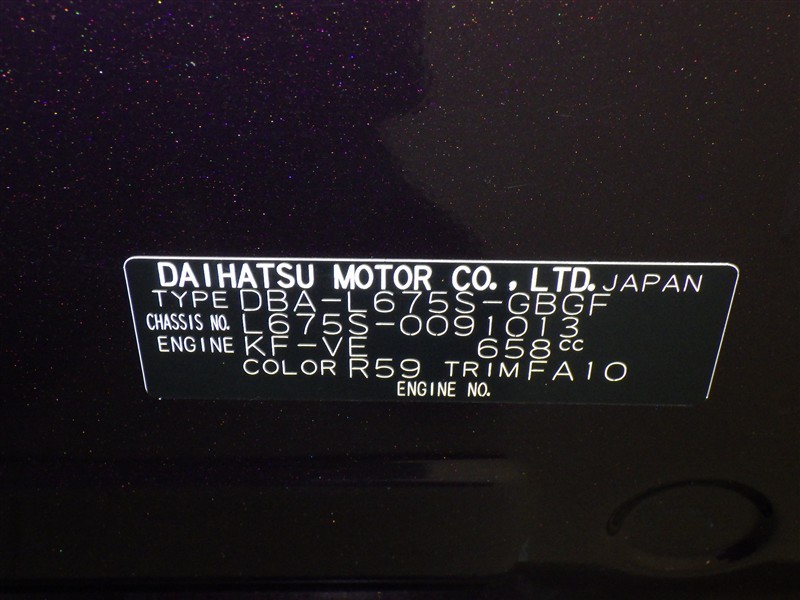 DAIHATSU MOTOR CO., LTD. JAPAN
TYPE DBA-L675S-GBGF
CHASSIS NO. L675S-0091013
ENGINE KF-VE 658cc
COLOR R59 TRIM FA10
ENGINE NO.